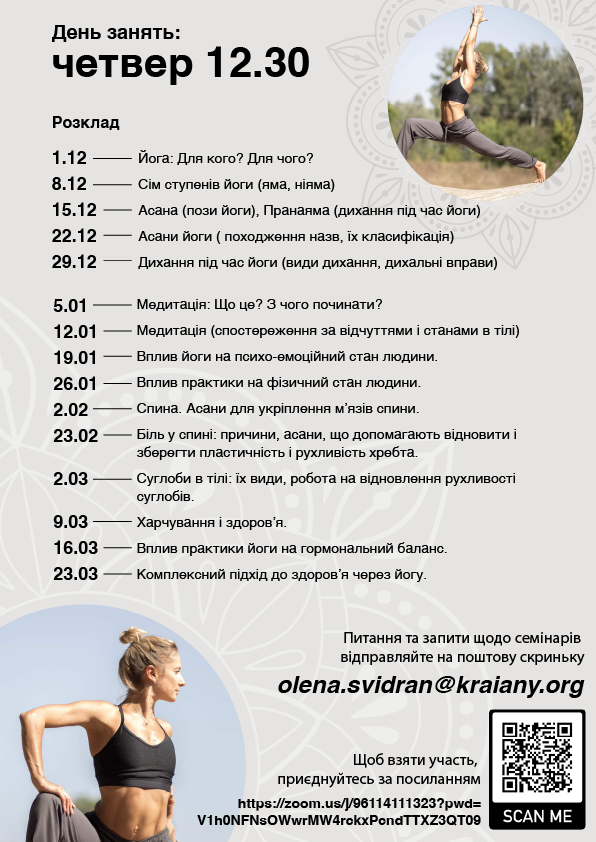 День занять:
четвер 12.30
Розклад
1.12 Йога: Для кого? Для чого?
8.12 Сім ступенів йоги (яма, ніяма)
15.12 Асана (пози йоги), Пранаяма (дихання під час йоги)
22.12 Асани йоги ( походження назв, їх класифікація)
29.12 Дихання під час йоги (види дихання, дихальні вправи)
5.01 Медитація: Що це? З чого починати?
12.01 Медитація (спостереження за відчуттями і станами в тілі)
19.01 Вплив йоги на психо-емоційний стан людини.
26.01 Вплив практики на фізичний стан людини.
2.02 Спина. Асани для укріплення м’язів спини.
23.02 Біль у спині: причини, асани, що допомагають відновити і
зберегти пластичність і рухливість хребта.
2.03 Суглоби в тілі: їх види, робота на відновлення рухливості
суглобів.
9.03 Харчування і здоров’я.
16.03 Вплив практики йоги на гормональний баланс.
23.03 Комплексний підхід до здоров’я через йогу.
Питання та запити щодо семінарів
відправляйте на поштову скриньку
olena.svidran@kraiany.org
Щоб взяти участь,
приєднуйтесь за посиланням
https://zoom.us/j/96114111323?pwd=
V1h0NFNsOWwrMW4rckxPcndTTXZ3QT09
SCAN ME